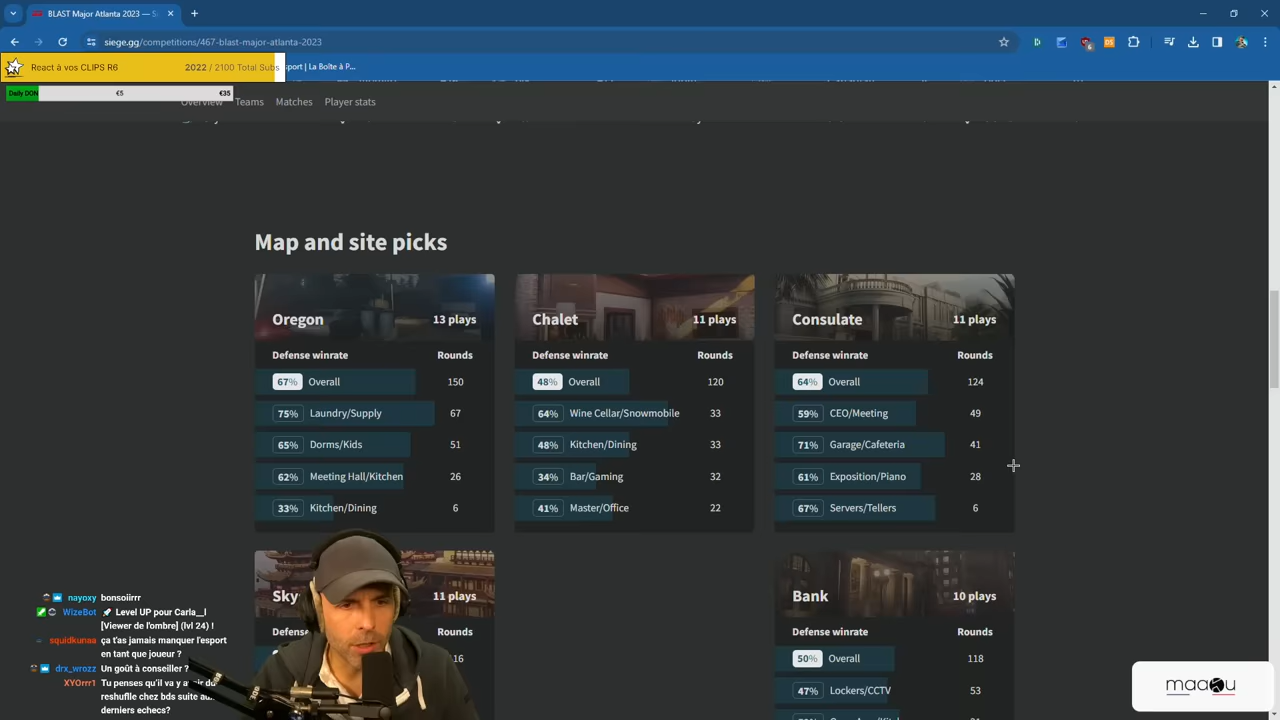 BLAST Major Atlanta 2023 — S
siege.gg/competitions/467-blast-major-atlanta-2023
React à vos CLIPS R6
2022 / 2100 Total Subs
sport | La Boîte à P...
Daily DON
€5
€35
Overview
Teams
Matches
Player stats
Map and site picks
Oregon
13 plays
Defense winrate
Rounds
67% Overall 150
75% Laundry/Supply 67
65% Dorms/Kids 51
62% Meeting Hall/Kitchen 26
33% Kitchen/Dining 6
Chalet
11 plays
Defense winrate
Rounds
48% Overall 120
64% Wine Cellar/Snowmobile 33
48% Kitchen/Dining 33
34% Bar/Gaming 32
41% Master/Office 22
Consulate
11 plays
Defense winrate
Rounds
64% Overall 124
59% CEO/Meeting 49
71% Garage/Cafeteria 41
61% Exposition/Piano 28
67% Servers/Tellers 6
Sky
11 plays
Defens
Rounds
16
Bank
10 plays
Defense winrate
Rounds
50% Overall 118
47% Lockers/CCTV 53
nayoxy bonsoiirrr
WizeBot Level UP pour Carla__l
[Viewer de l'ombre] (lvl 24) !
squidkunaa ça t'as jamais manquer l'esport
en tant que joueur ?
drx_wrozz Un goût à conseiller ?
XYOrrr1 Tu penses qu'il va y avoir du
reshuflle chez bds suite au
derniers echecs?